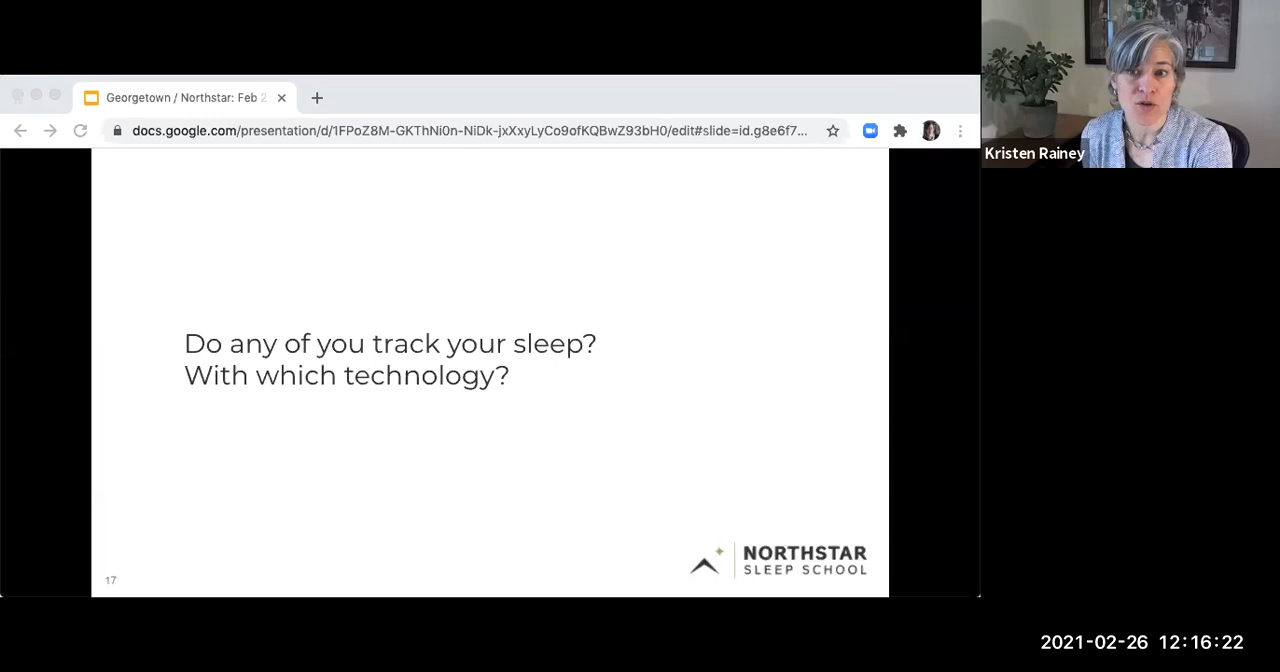 Georgetown / Northstar: Feb 2
docs.google.com/presentation/d/1FPoZ8M-GKThNi0n-NiDk-jxXxyLyCo9ofKQBwZ93bH0/edit#slide=id.g8e6f7...
Kristen Rainey
Do any of you track your sleep?
With which technology?
NORTHSTAR
SLEEP SCHOOL
17
2021-02-26 12:16:22